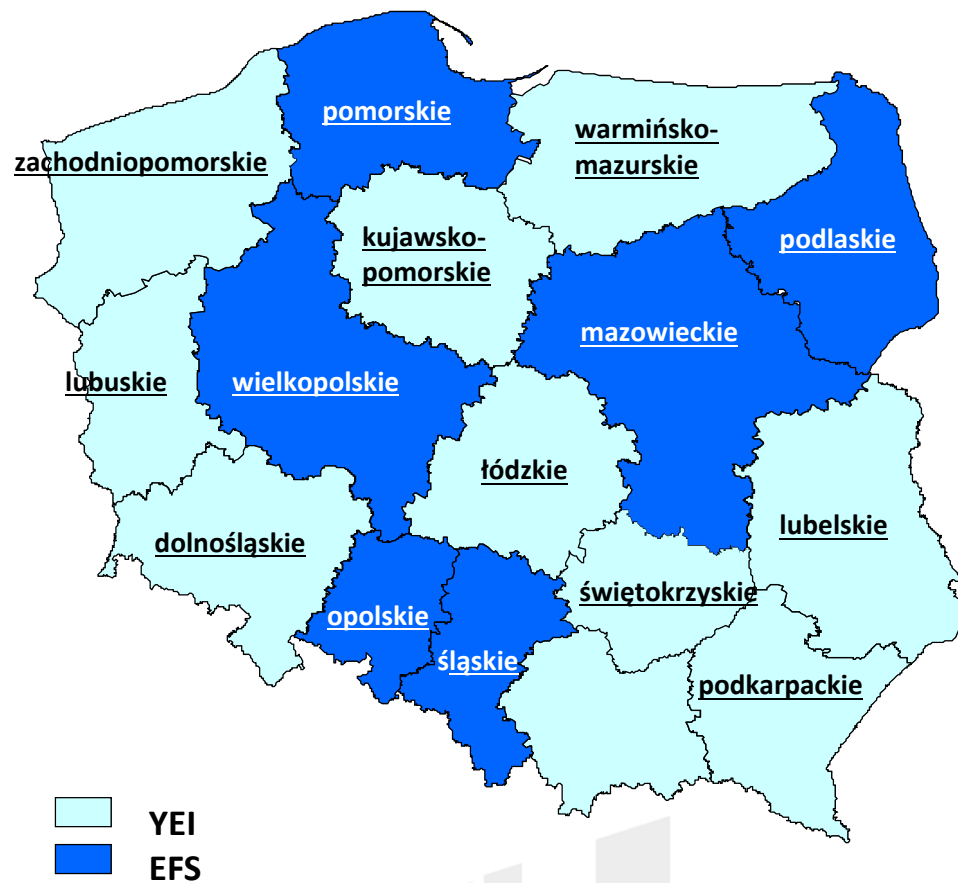 pomorskie
warmińsko-
mazurskie
zachodniopomorskie
kujawsko-
pomorskie
podlaskie
mazowieckie
lubuskie
wielkopolskie
łódzkie
lubelskie
dolnośląskie
świętokrzyskie
opolskie
śląskie
podkarpackie
YEI
EFS